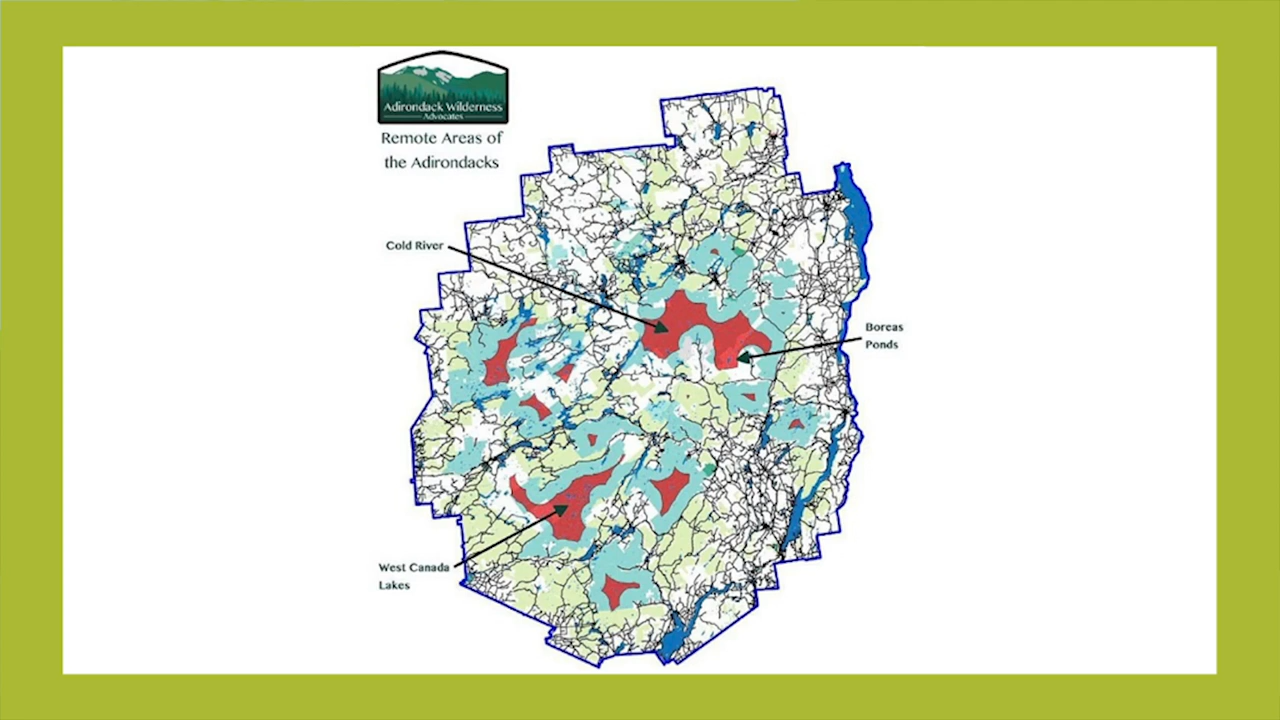 Adirondack Wilderness
Advocates
Remote Areas of
the Adirondacks
Cold River
Boreas
Ponds
West Canada
Lakes